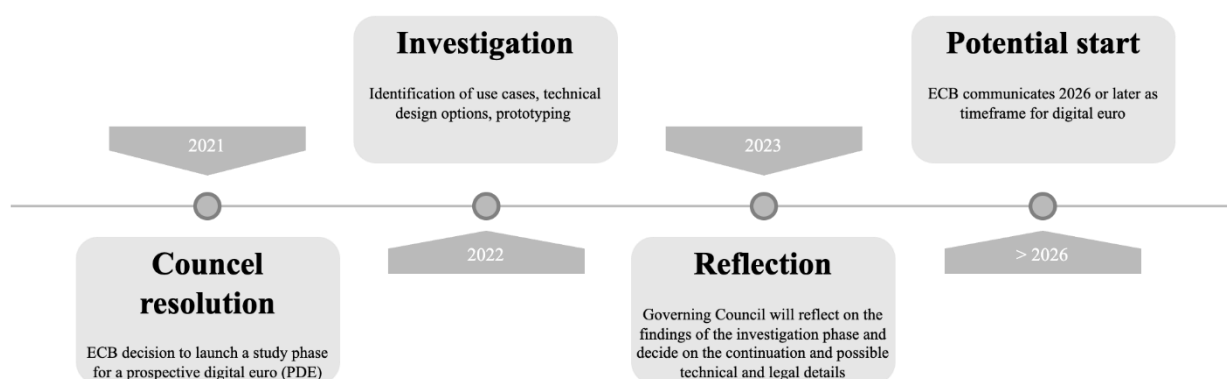 2021
Councel
resolution
ECB decision to launch a study phase
for a prospective digital euro (PDE)
Investigation
Identification of use cases, technical
design options, prototyping
2022
2023
Reflection
Governing Council will reflect on the
findings of the investigation phase and
decide on the continuation and possible
technical and legal details
Potential start
ECB communicates 2026 or later as
timeframe for digital euro
> 2026